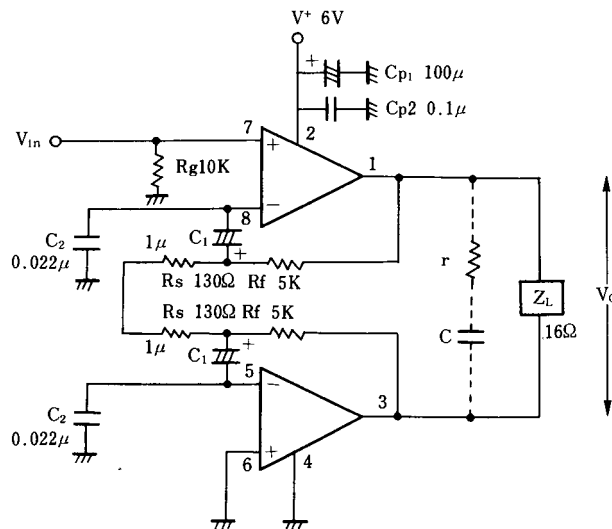 V⁺ 6V
+
Cp₁ 100μ
Cp2 0.1μ
2
7
V_In
+
Rg10K
1
−
8
C₁
+
C₂
0.022μ
1μ
Rs 130Ω Rf 5K
r
Z_L
16Ω
V_O
Rs 130Ω Rf 5K
1μ
C₁
+
C
5
−
3
C₂
0.022μ
+
6
4